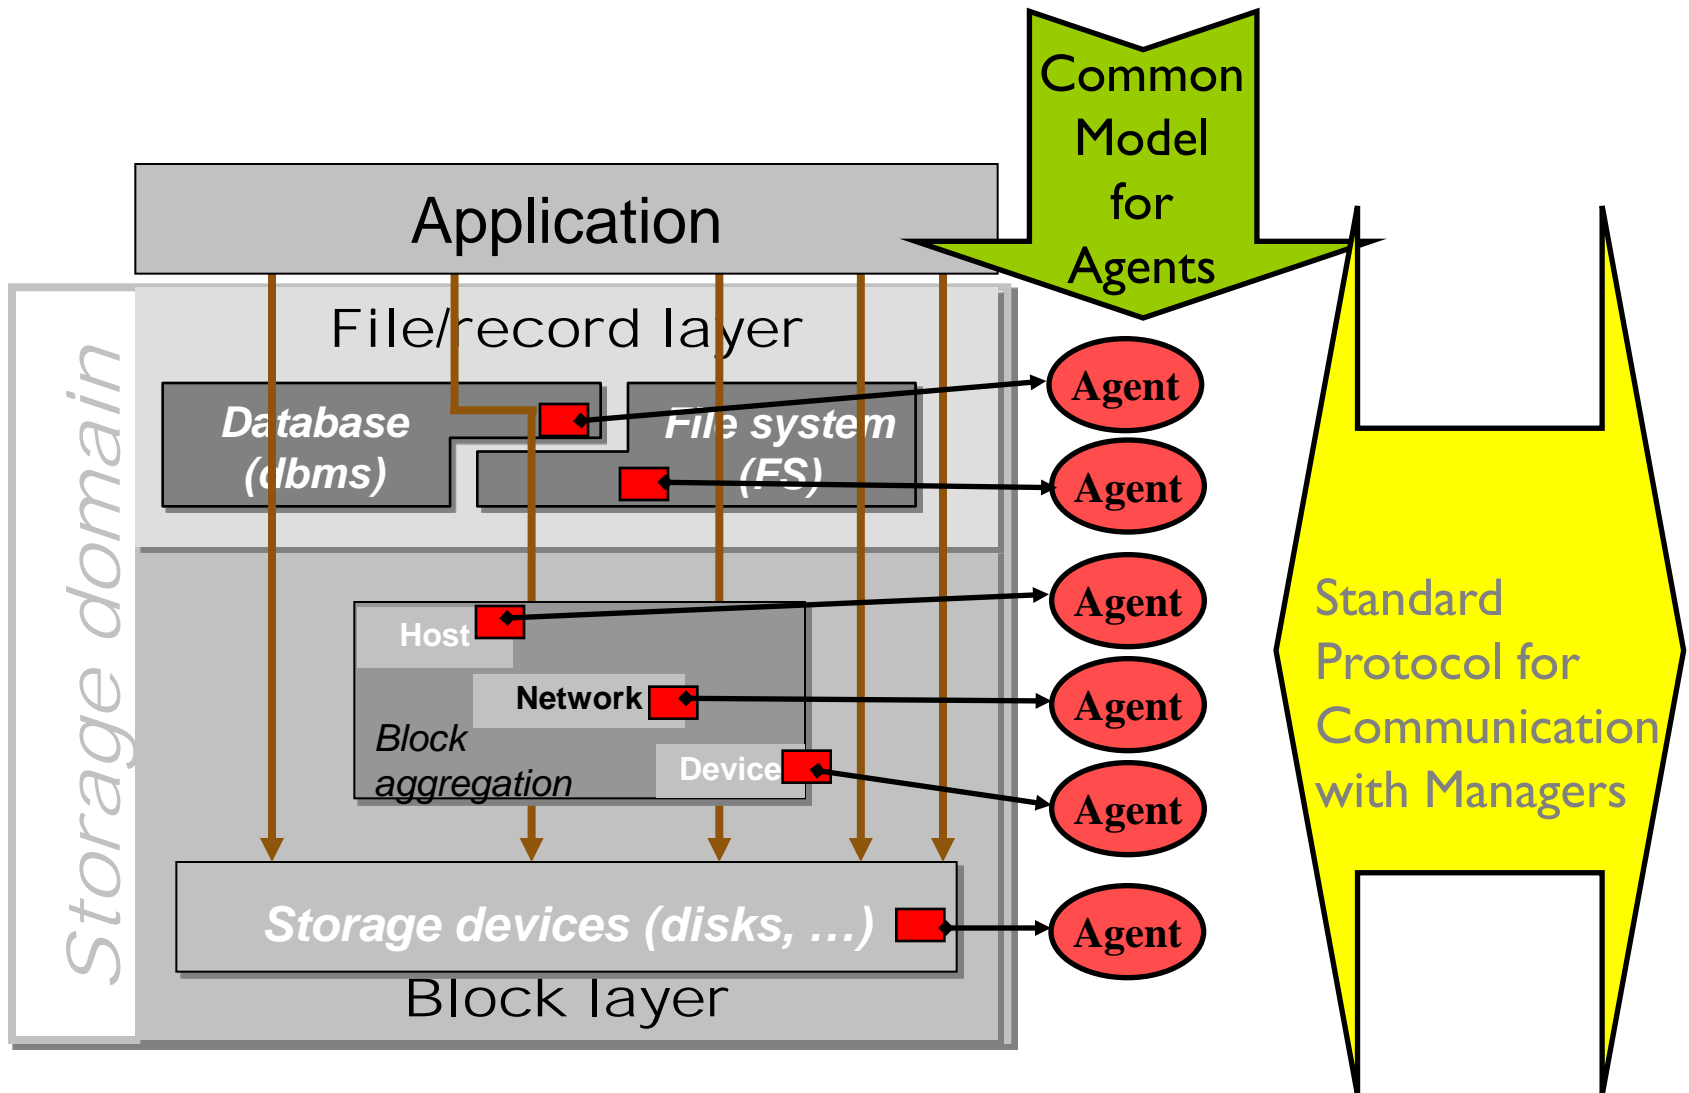 Common
Model
for
Agents
Application
File/record layer
Storage domain
Database
(dbms)
File system
(FS)
Agent
Agent
Host
Agent
Network
Agent
Block
aggregation
Device
Agent
Standard
Protocol for
Communication
with Managers
Storage devices (disks, …)
Agent
Block layer